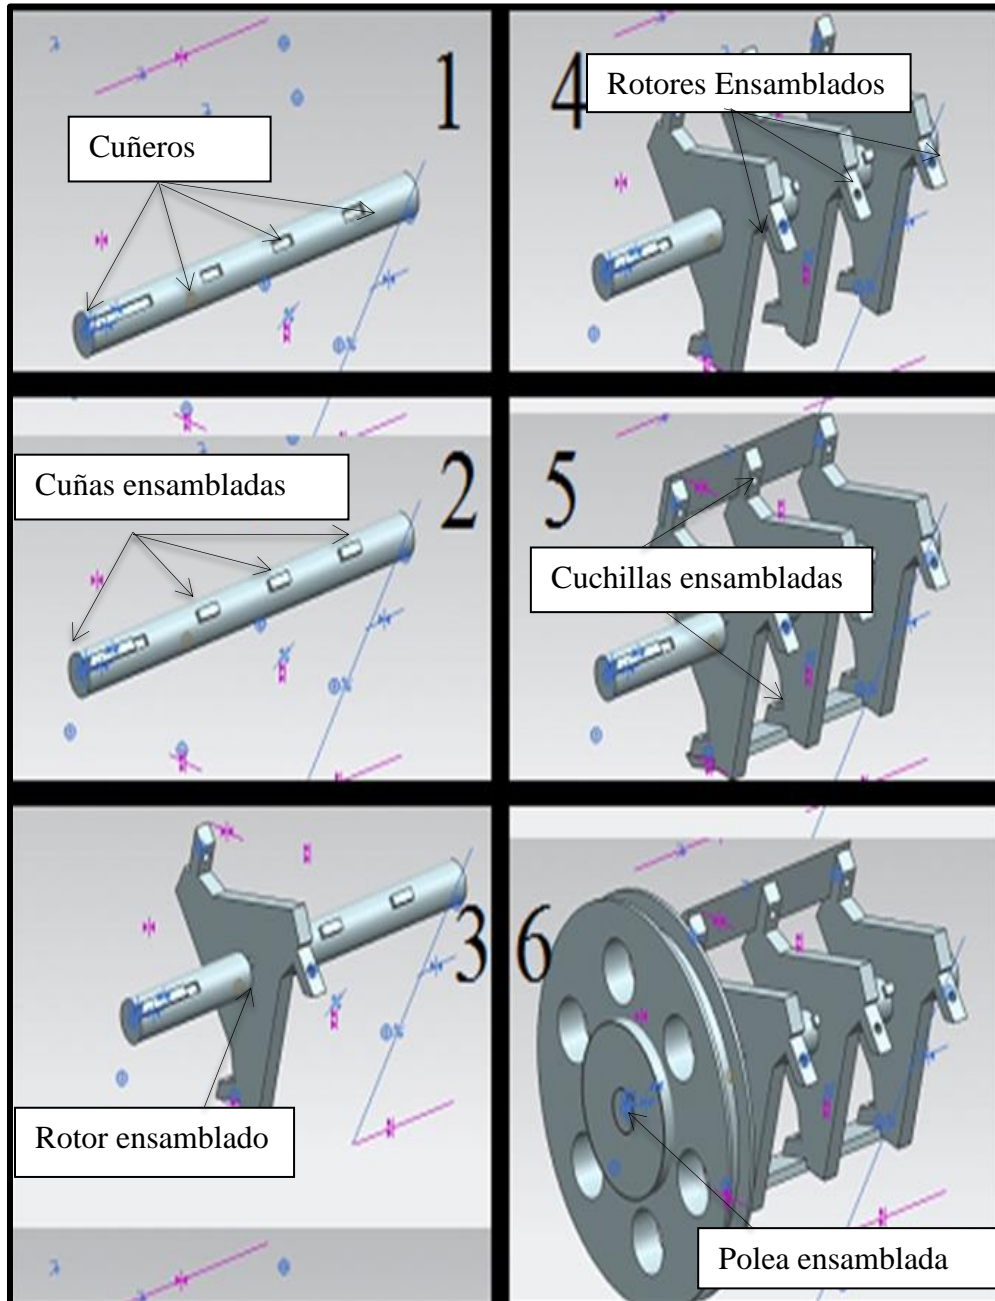 1
Cuñeros
4
Rotores Ensamblados
2
Cuñas ensambladas
5
Cuchillas ensambladas
3
Rotor ensamblado
6
Polea ensamblada